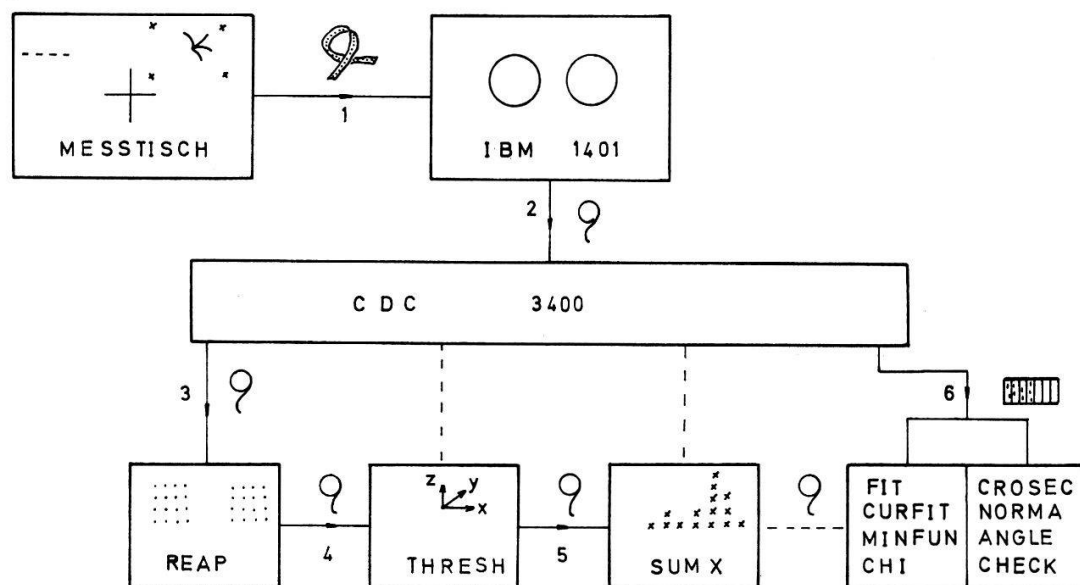 MESSTISCH
1
IBM 1401
2
CDC 3400
3
6
REAP
4
z y x
THRESH
5
SUMX
FIT
CURFIT
MINFUN
CHI
CROSEC
NORMA
ANGLE
CHECK